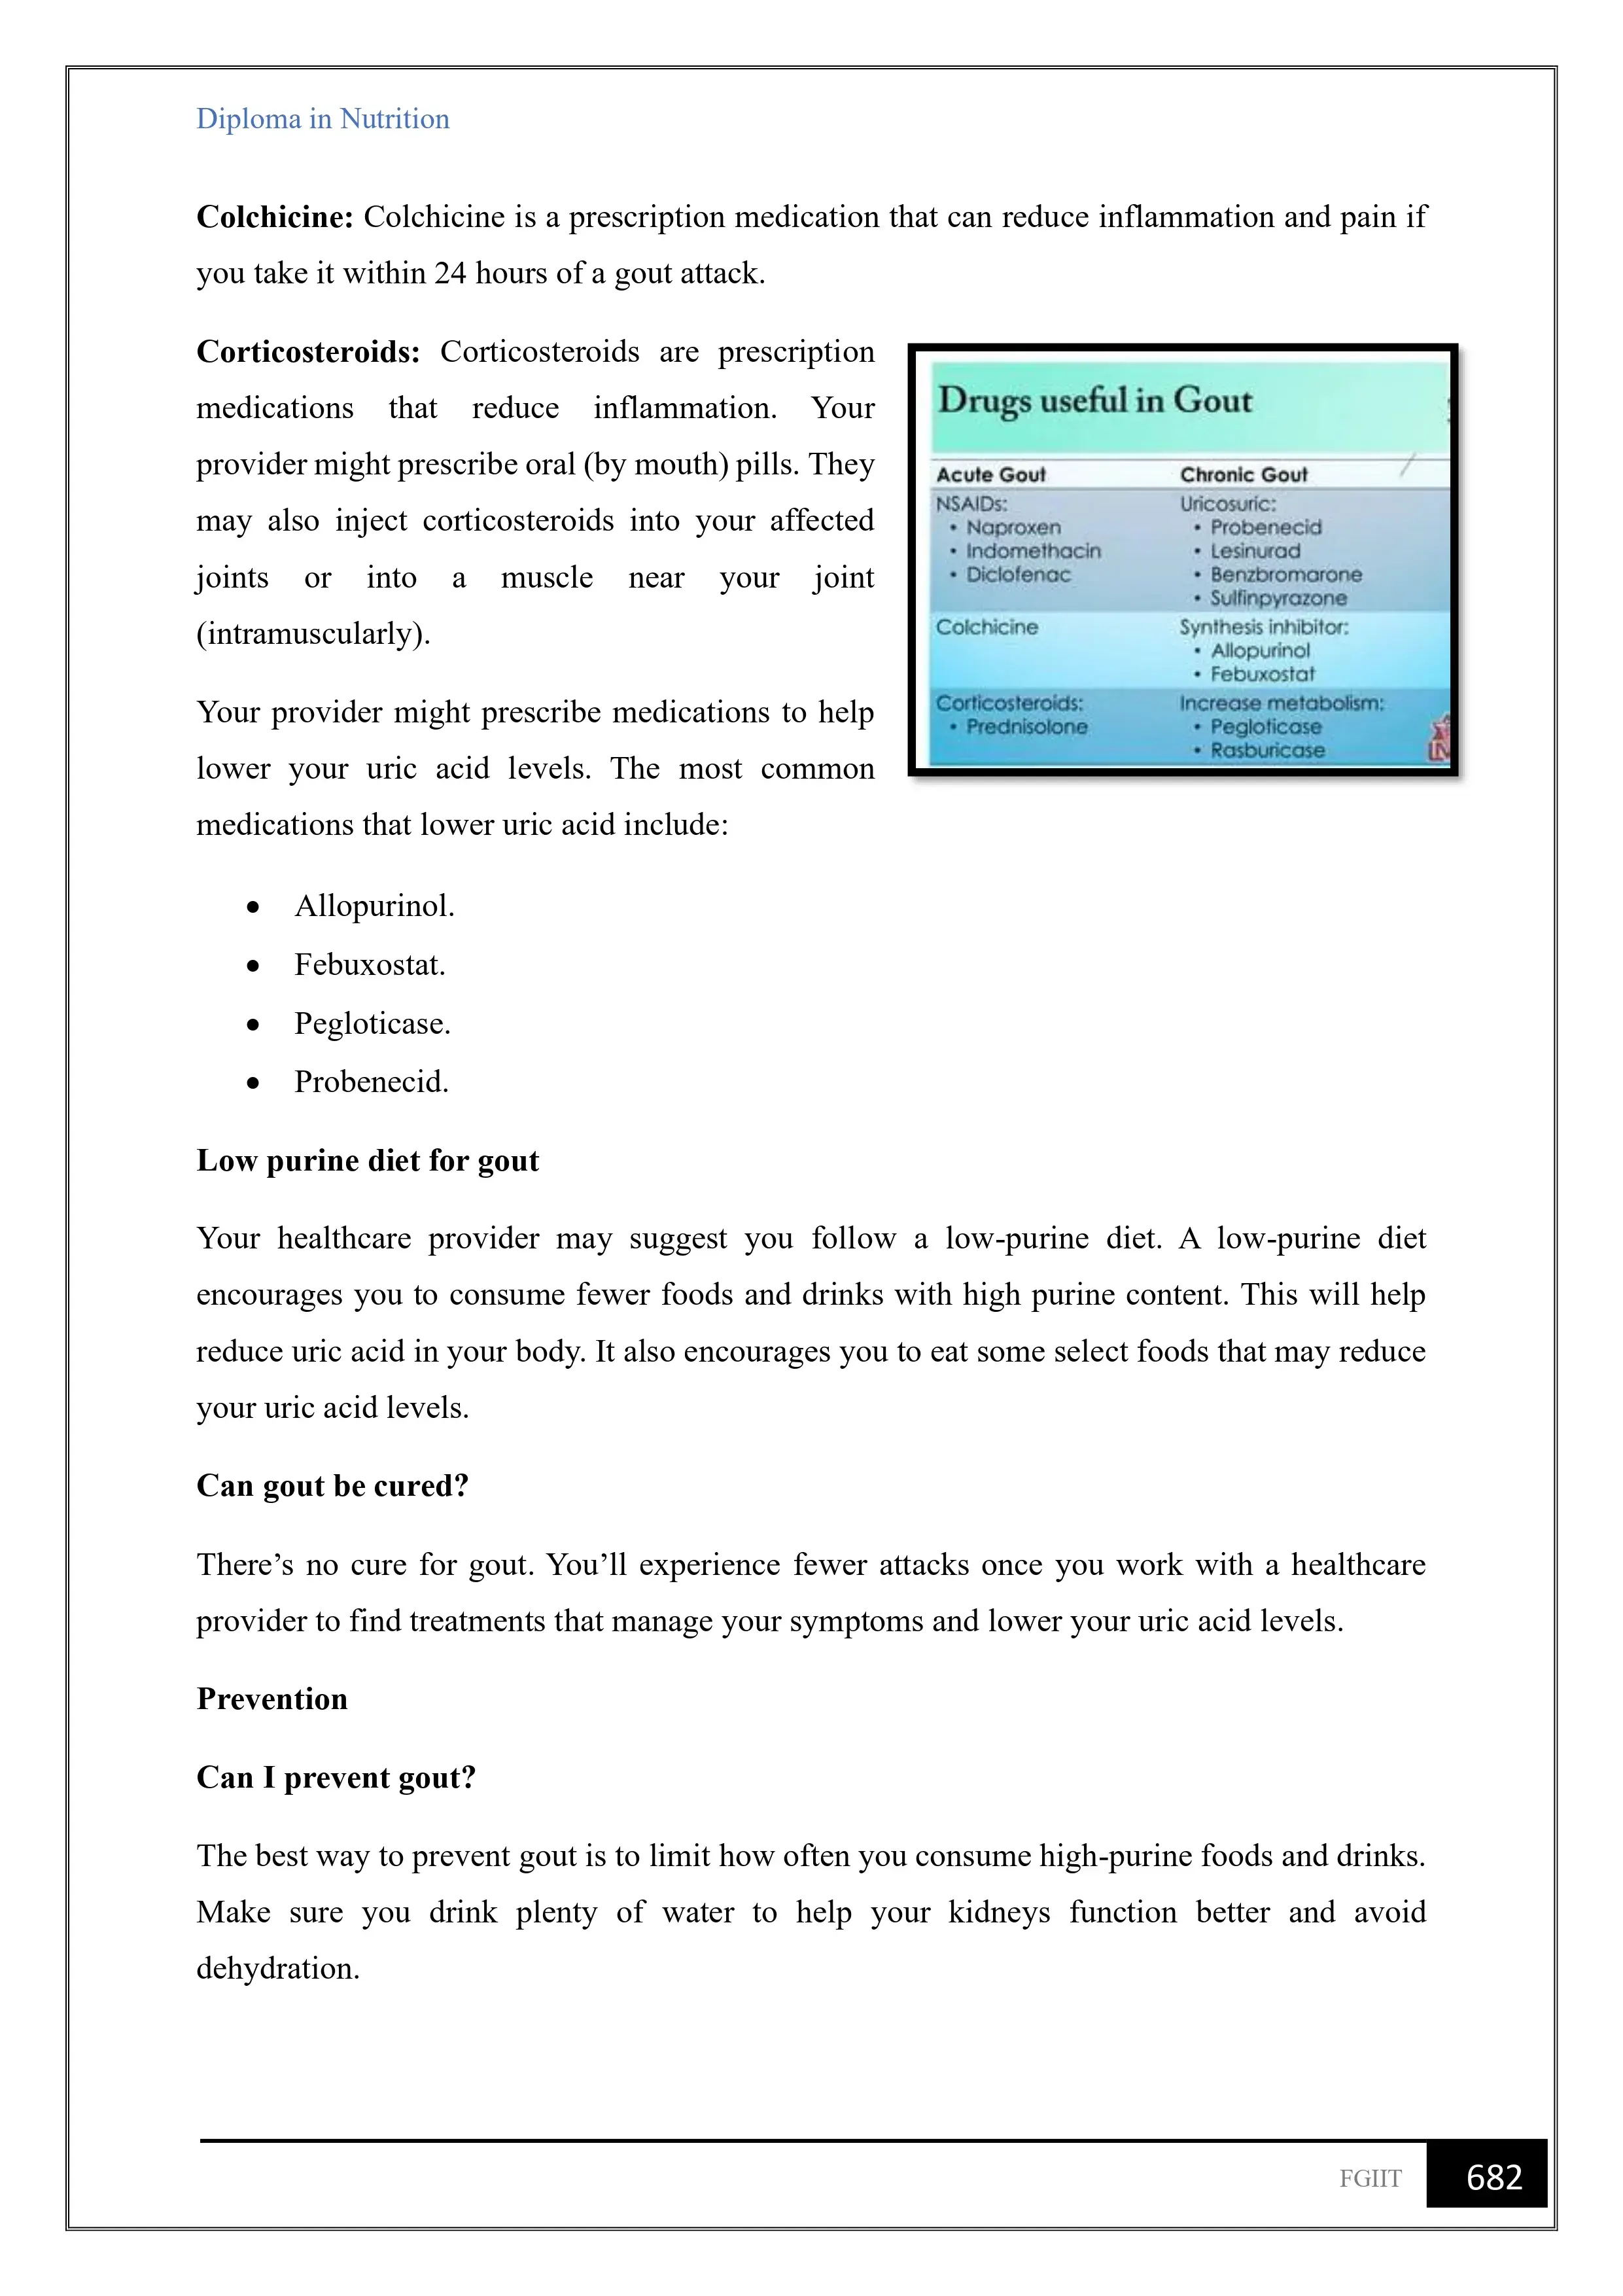 Diploma in Nutrition
Colchicine: Colchicine is a prescription medication that can reduce inflammation and pain if
you take it within 24 hours of a gout attack.
Corticosteroids: Corticosteroids are prescription
medications that reduce inflammation. Your
provider might prescribe oral (by mouth) pills. They
may also inject corticosteroids into your affected
joints or into a muscle near your joint
(intramuscularly).
Your provider might prescribe medications to help
lower your uric acid levels. The most common
medications that lower uric acid include:
Drugs useful in Gout
Acute Gout Chronic Gout
NSAIDs: Uricosuric:
• Naproxen • Probenecid
• Indomethacin • Lesinurad
• Diclofenac • Benzbromarone
• Sulfinpyrazone
Colchicine Synthesis inhibitor:
• Allopurinol
• Febuxostat
Corticosteroids: Increase metabolism:
• Prednisolone • Pegloticase
• Rasburicase
• Allopurinol.
• Febuxostat.
• Pegloticase.
• Probenecid.
Low purine diet for gout
Your healthcare provider may suggest you follow a low-purine diet. A low-purine diet
encourages you to consume fewer foods and drinks with high purine content. This will help
reduce uric acid in your body. It also encourages you to eat some select foods that may reduce
your uric acid levels.
Can gout be cured?
There’s no cure for gout. You’ll experience fewer attacks once you work with a healthcare
provider to find treatments that manage your symptoms and lower your uric acid levels.
Prevention
Can I prevent gout?
The best way to prevent gout is to limit how often you consume high-purine foods and drinks.
Make sure you drink plenty of water to help your kidneys function better and avoid
dehydration.
FGIIT 682